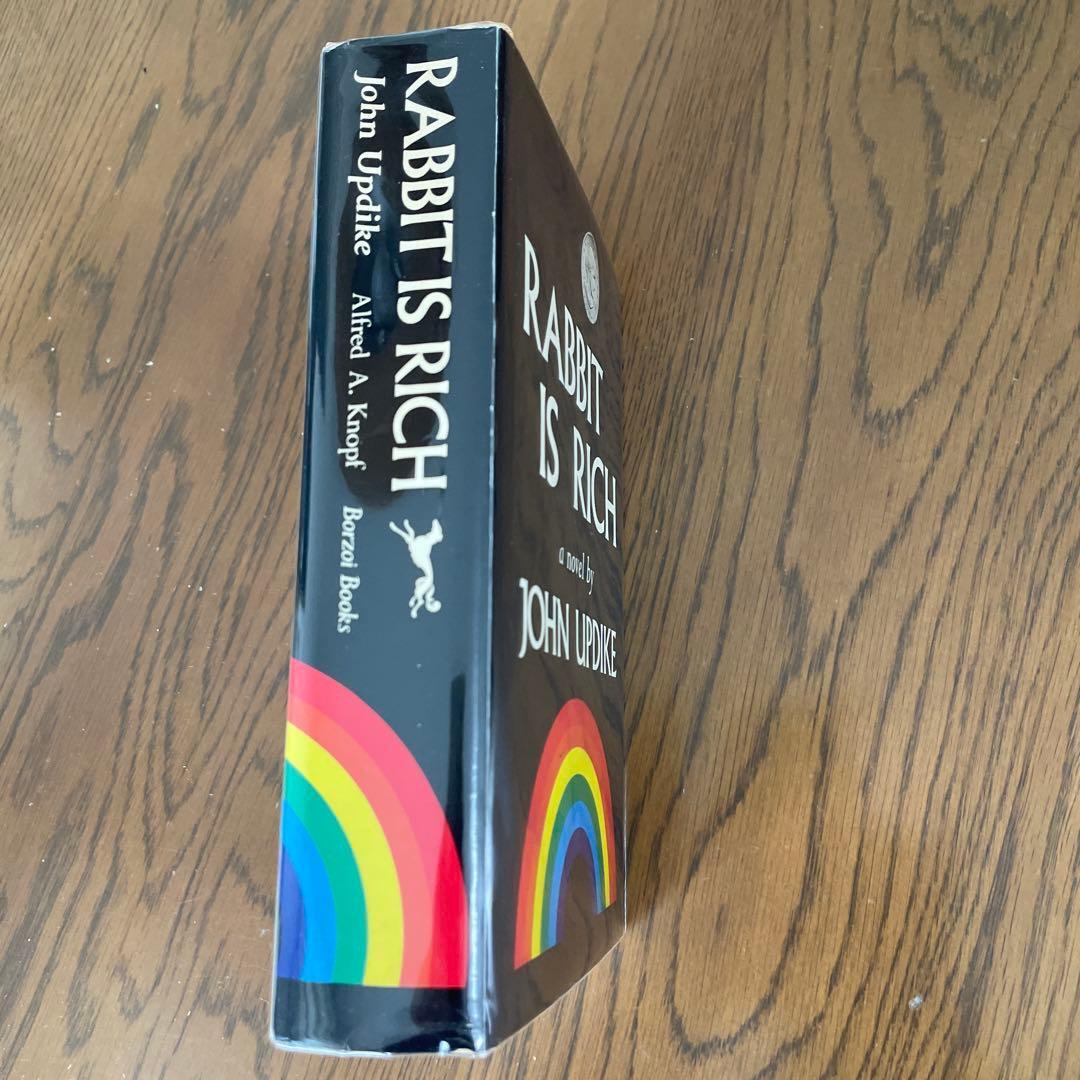 RABBIT IS RICH
John Updike Alfred A. Knopf Borzoi Books
RABBIT
IS RICH
a novel by
JOHN UPDIKE